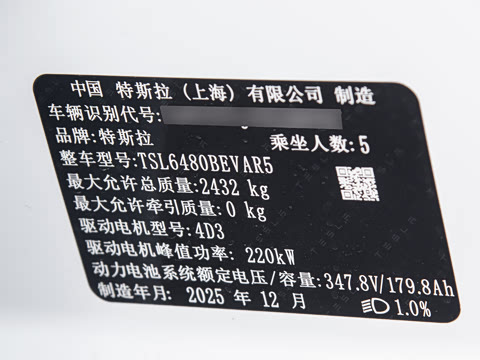 中国 特斯拉 (上海) 有限公司 制造
车辆识别代号:
品牌:特斯拉 乘坐人数:5
整车型号:TSL6480BEVAR5
最大允许总质量:2432 kg
最大允许牵引质量:0 kg
驱动电机型号:4D3
驱动电机峰值功率: 220kW
动力电池系统额定电压/容量:347.8V/179.8Ah
制造年月: 2025 年 12 月 1.0%